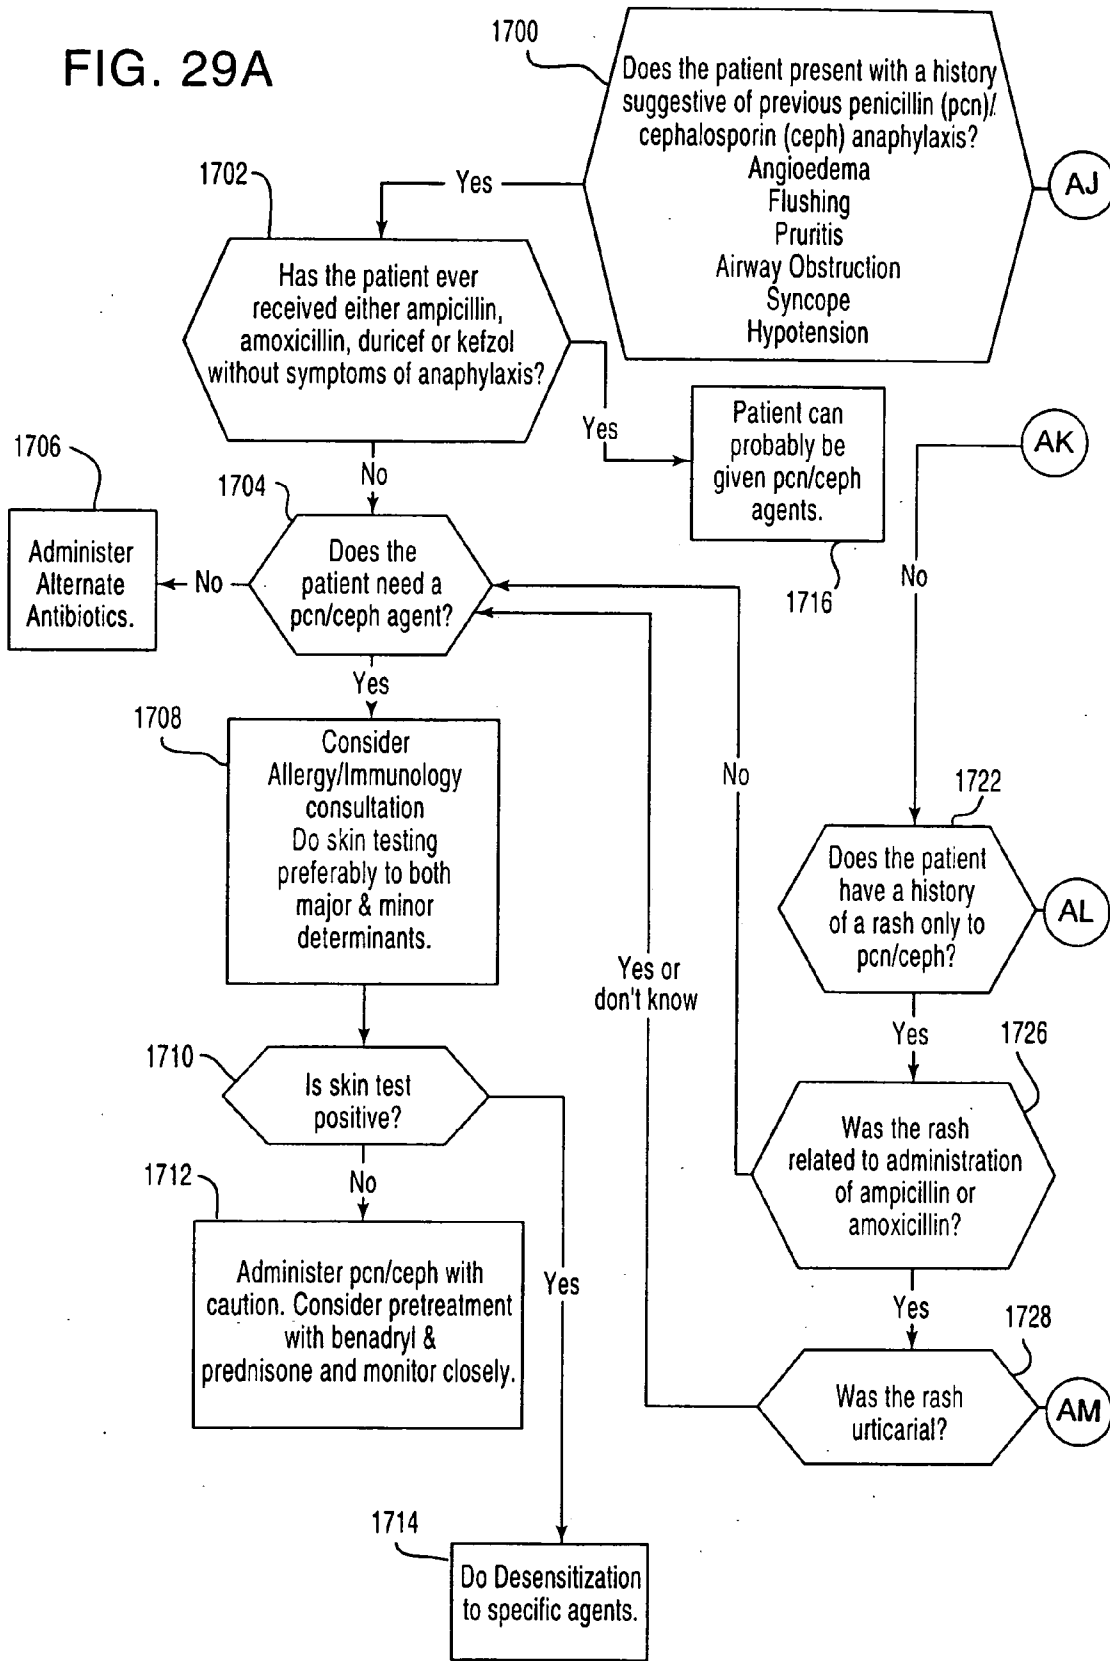 FIG. 29A
1700
Does the patient present with a history
suggestive of previous penicillin (pcn)/
cephalosporin (ceph) anaphylaxis?
Angioedema
Flushing
Pruritis
Airway Obstruction
Syncope
Hypotension
AJ
Yes
1702
Has the patient ever
received either ampicillin,
amoxicillin, duricef or kefzol
without symptoms of anaphylaxis?
Yes
Patient can
probably be
given pcn/ceph
agents.
1716
AK
No
No
1704
Does the
patient need a
pcn/ceph agent?
No
1706
Administer
Alternate
Antibiotics.
Yes
1708
Consider
Allergy/Immunology
consultation
Do skin testing
preferably to both
major & minor
determinants.
No
1722
Does the patient
have a history
of a rash only to
pcn/ceph?
AL
Yes or
don't know
Yes
1726
Was the rash
related to administration
of ampicillin or
amoxicillin?
1710
Is skin test
positive?
No
1712
Administer pcn/ceph with
caution. Consider pretreatment
with benadryl &
prednisone and monitor closely.
Yes
Yes
1728
Was the rash
urticarial?
AM
1714
Do Desensitization
to specific agents.